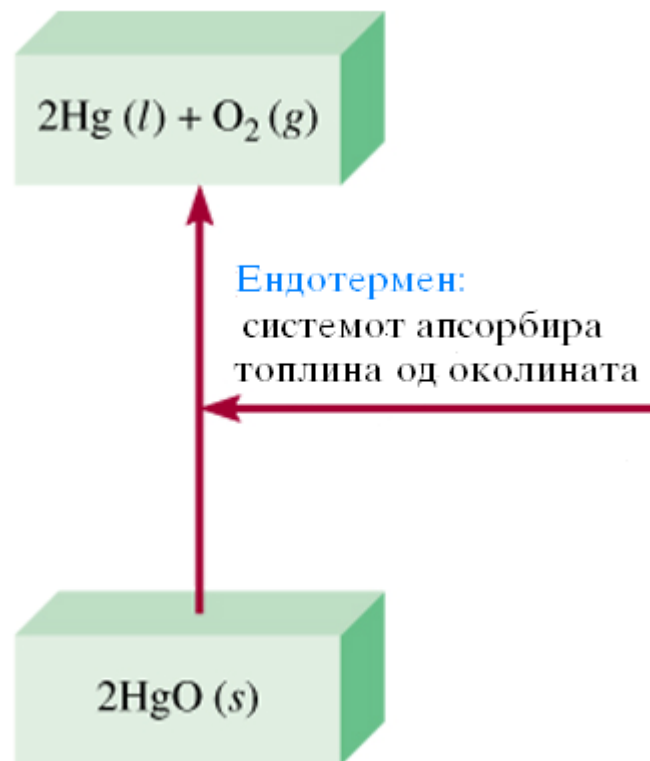 2Hg (l) + O₂ (g)
Ендотермен:
системот апсорбира
топлина од околината
2HgO (s)